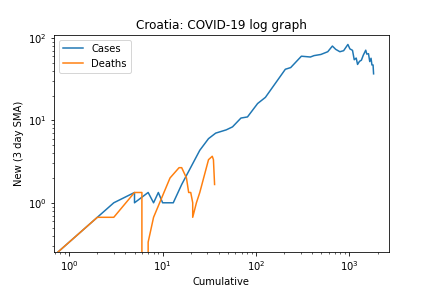 Croatia: COVID-19 log graph
Cases
Deaths
New (3 day SMA)
10²
10¹
10⁰
10⁰ 10¹ 10² 10³
Cumulative